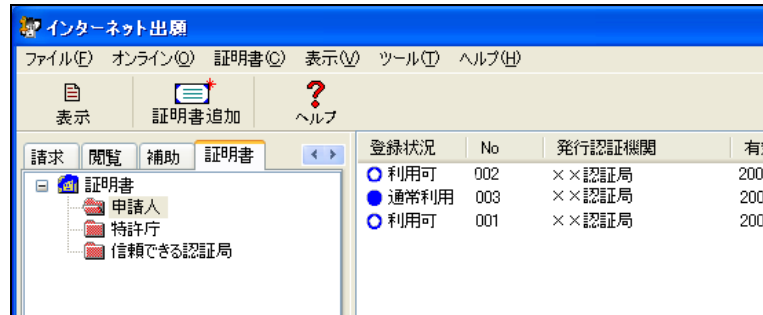 インターネット出願
ファイル(F) オンライン(O) 証明書(C) 表示(V) ツール(T) ヘルプ(H)
表示 証明書追加 ヘルプ
請求 閲覧 補助 証明書
登録状況 No 発行認証機関 有
利用可 002 ××認証局 200
通常利用 003 ××認証局 200
利用可 001 ××認証局 200
証明書
申請人
特許庁
信頼できる認証局